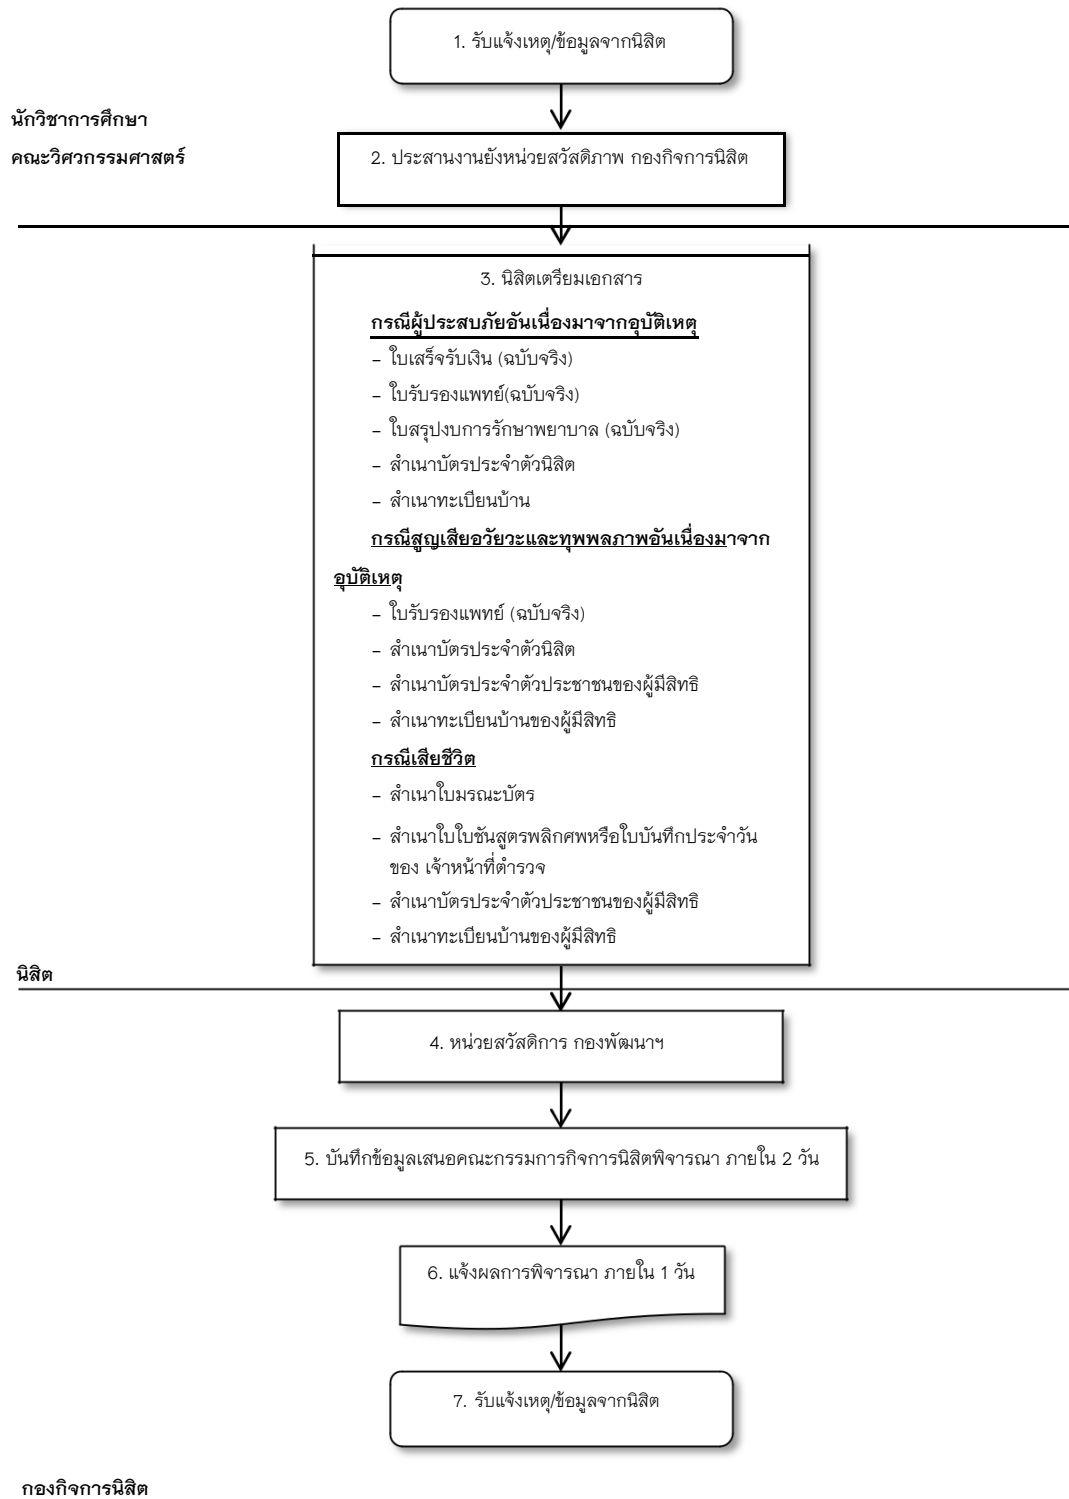 1. รับแจ้งเหตุ/ข้อมูลจากนิสิต
นักวิชาการศึกษา
คณะวิศวกรรมศาสตร์
2. ประสานงานยังหน่วยสวัสดิภาพ กองกิจการนิสิต
3. นิสิตเตรียมเอกสาร
กรณีผู้ประสบภัยอันเนื่องมาจากอุบัติเหตุ
- ใบเสร็จรับเงิน (ฉบับจริง)
- ใบรับรองแพทย์(ฉบับจริง)
- ใบสรุปงบการรักษาพยาบาล (ฉบับจริง)
- สำเนาบัตรประจำตัวนิสิต
- สำเนาทะเบียนบ้าน
กรณีสูญเสียอวัยวะและทุพพลภาพอันเนื่องมาจาก
อุบัติเหตุ
- ใบรับรองแพทย์ (ฉบับจริง)
- สำเนาบัตรประจำตัวนิสิต
- สำเนาบัตรประจำตัวประชาชนของผู้มีสิทธิ
- สำเนาทะเบียนบ้านของผู้มีสิทธิ
กรณีเสียชีวิต
- สำเนาใบมรณะบัตร
- สำเนาใบใบชันสูตรพลิกศพหรือใบบันทึกประจำวัน
ของ เจ้าหน้าที่ตำรวจ
- สำเนาบัตรประจำตัวประชาชนของผู้มีสิทธิ
- สำเนาทะเบียนบ้านของผู้มีสิทธิ
นิสิต
4. หน่วยสวัสดิการ กองพัฒนาฯ
5. บันทึกข้อมูลเสนอคณะกรรมการกิจการนิสิตพิจารณา ภายใน 2 วัน
6. แจ้งผลการพิจารณา ภายใน 1 วัน
7. รับแจ้งเหตุ/ข้อมูลจากนิสิต
กองกิจการนิสิต